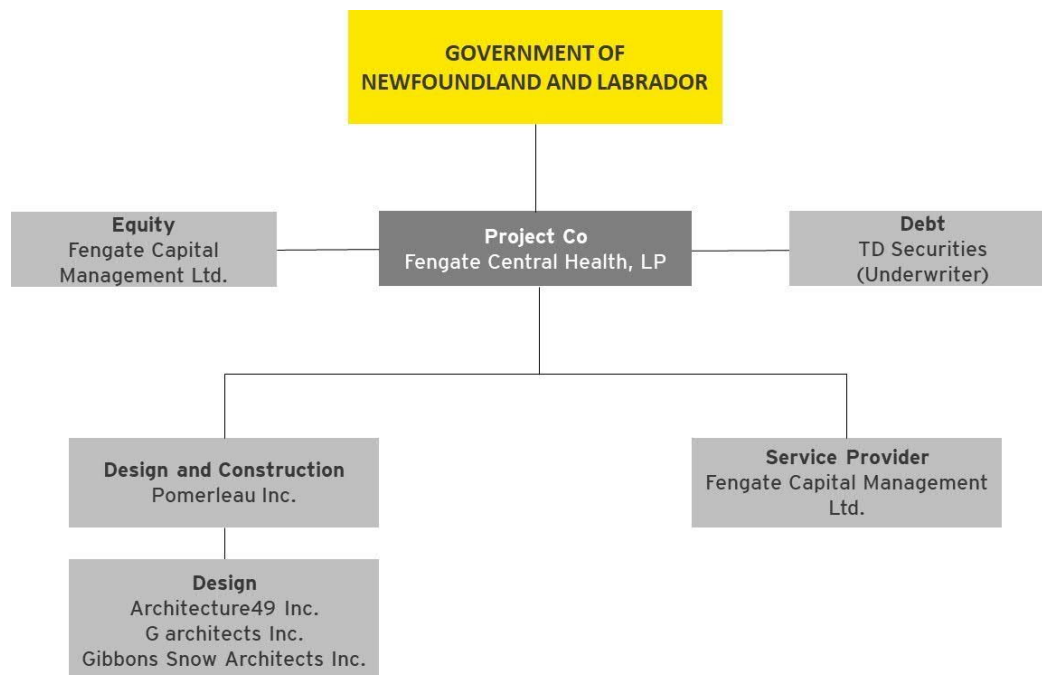 GOVERNMENT OF
NEWFOUNDLAND AND LABRADOR
Equity
Fengate Capital
Management Ltd.
Project Co
Fengate Central Health, LP
Debt
TD Securities
(Underwriter)
Design and Construction
Pomerleau Inc.
Service Provider
Fengate Capital Management
Ltd.
Design
Architecture49 Inc.
G architects Inc.
Gibbons Snow Architects Inc.